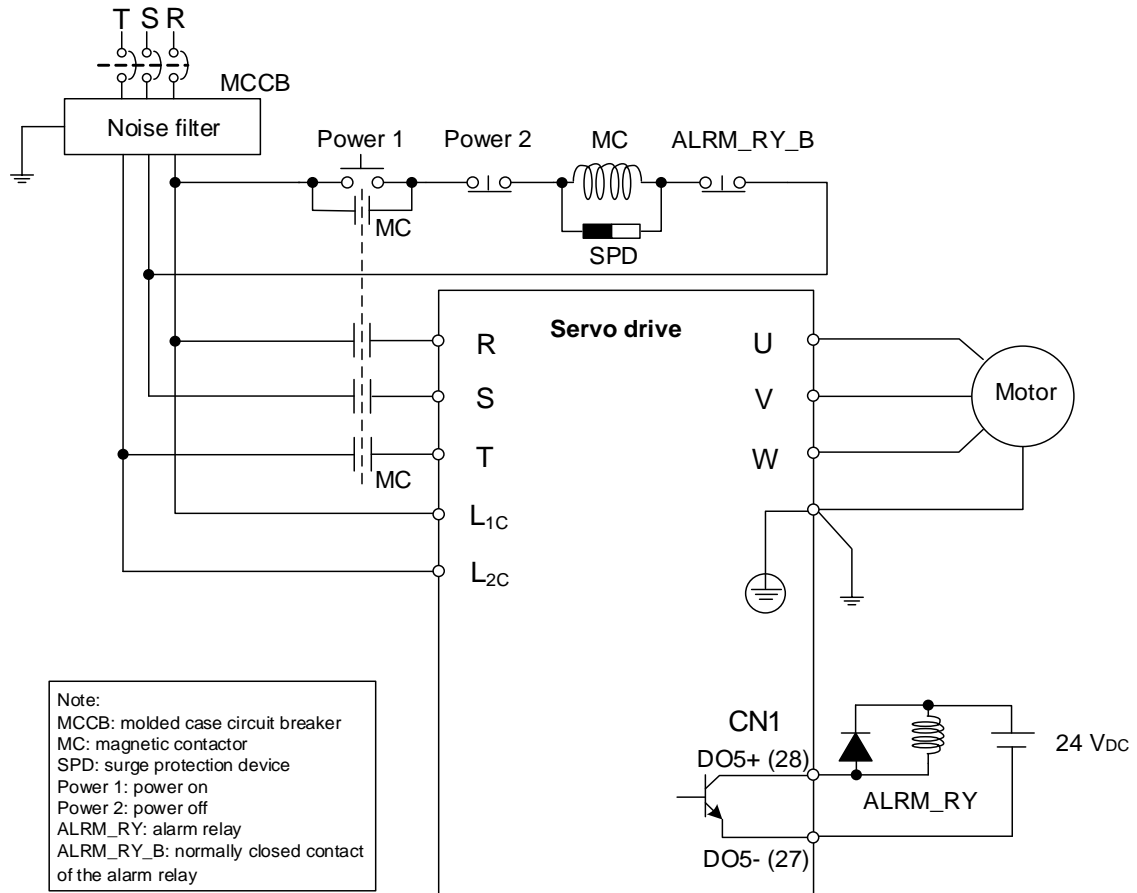 T S R
MCCB
Noise filter
Power 1
Power 2
MC
ALRM_RY_B
MC
SPD
Servo drive
R
U
S
V
Motor
T
W
MC
L1C
L2C
Note:
MCCB: molded case circuit breaker
MC: magnetic contactor
SPD: surge protection device
Power 1: power on
Power 2: power off
ALRM_RY: alarm relay
ALRM_RY_B: normally closed contact
of the alarm relay
CN1
DO5+ (28)
24 VDC
ALRM_RY
DO5- (27)